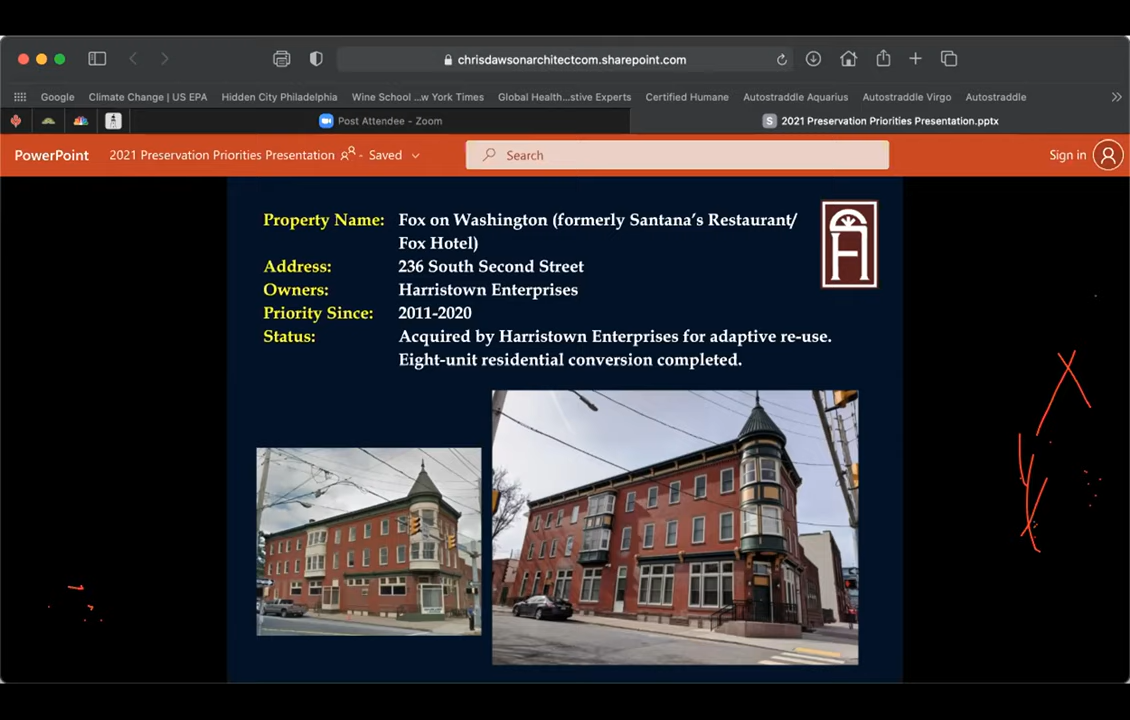 chrisdawsonarchitectcom.sharepoint.com
Google Climate Change | US EPA Hidden City Philadelphia Wine School ...w York Times Global Health...stive Experts Certified Humane Autostraddle Aquarius Autostraddle Virgo Autostraddle
Post Attendee - Zoom
S 2021 Preservation Priorities Presentation.pptx
PowerPoint 2021 Preservation Priorities Presentation - Saved Search Sign in
Property Name: Fox on Washington (formerly Santana's Restaurant/
Fox Hotel)
Address: 236 South Second Street
Owners: Harristown Enterprises
Priority Since: 2011-2020
Status: Acquired by Harristown Enterprises for adaptive re-use.
Eight-unit residential conversion completed.